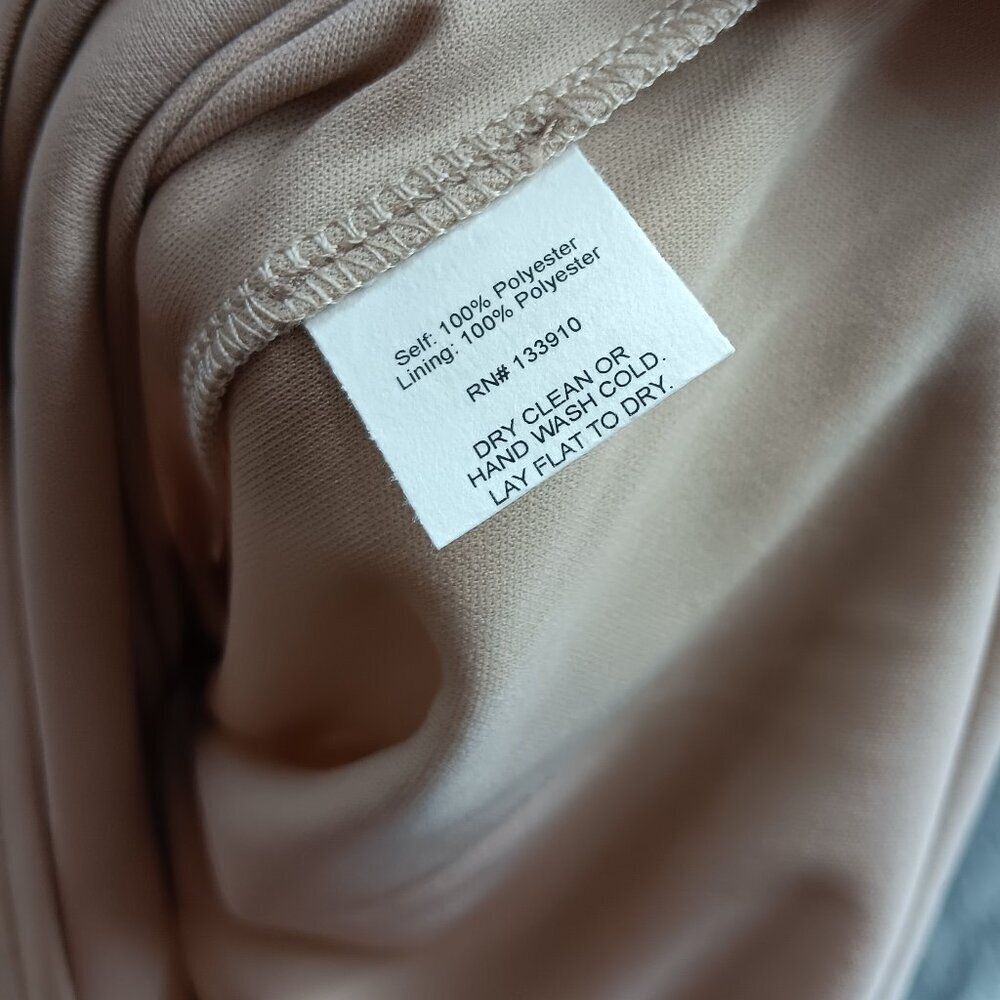 Self: 100% Polyester
Lining: 100% Polyester
RN# 133910
DRY CLEAN OR
HAND WASH COLD.
LAY FLAT TO DRY.